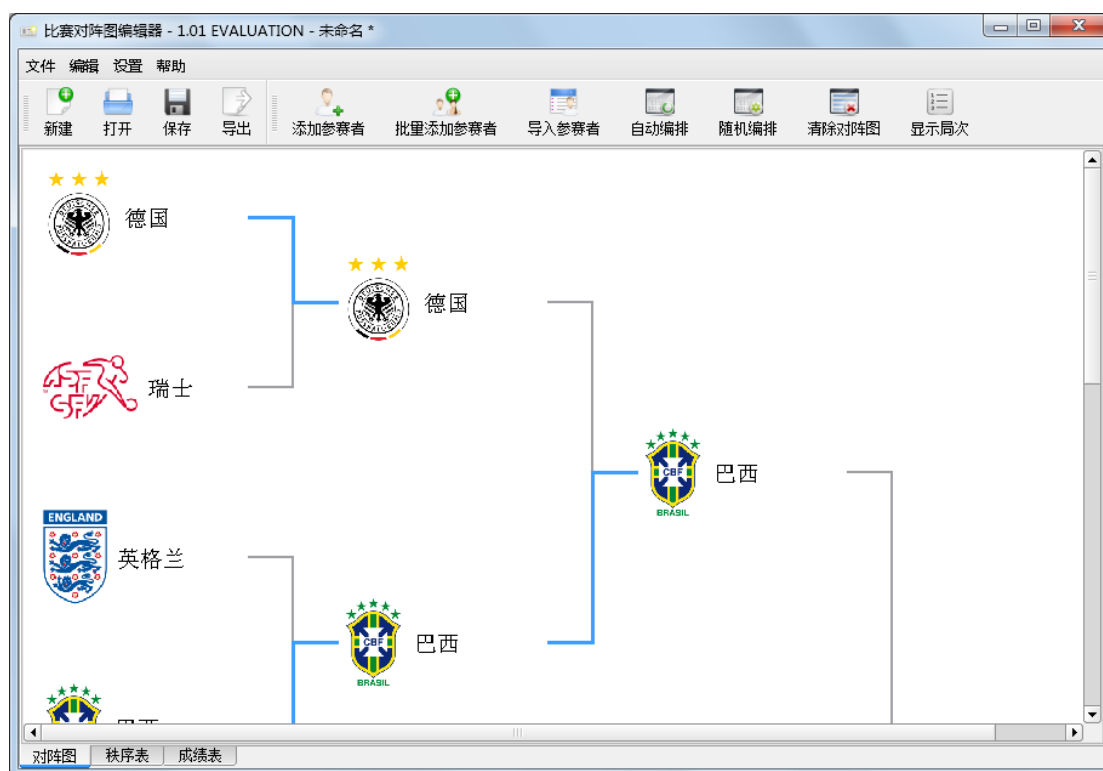 比赛对阵图编辑器 - 1.01 EVALUATION - 未命名 *
文件 编辑 设置 帮助
新建 打开 保存 导出 添加参赛者 批量添加参赛者 导入参赛者 自动编排 随机编排 清除对阵图 显示局次
德国
德国
ASF
SFV
瑞士
CBF
BRASIL
巴西
ENGLAND
英格兰
CBF
BRASIL
巴西
巴西
对阵图 秩序表 成绩表